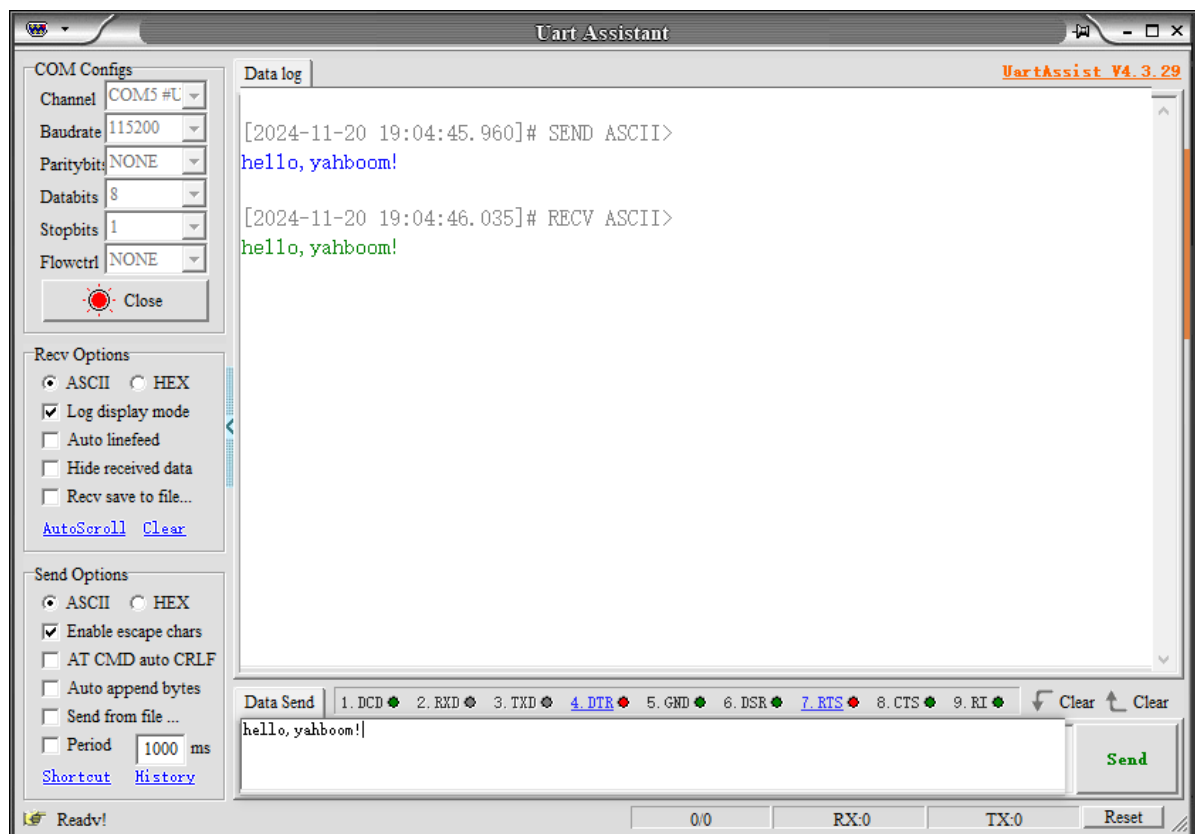 Uart Assistant
COM Configs
Channel COM5 #U
Baudrate 115200
Paritybit: NONE
Databits 8
Stopbits 1
Flowctrl NONE
Close
Recv Options
ASCII HEX
Log display mode
Auto linefeed
Hide received data
Recv save to file...
AutoScroll Clear
Send Options
ASCII HEX
Enable escape chars
AT CMD auto CRLF
Auto append bytes
Send from file ...
Period 1000 ms
Shortcut History
Data log UartAssist V4.3.29
[2024-11-20 19:04:45.960]# SEND ASCII>
hello,yahboom!
[2024-11-20 19:04:46.035]# RECV ASCII>
hello,yahboom!
Data Send 1. DCD 2. RXD 3. TXD 4. DTR 5. GND 6. DSR 7. RTS 8. CTS 9. RI Clear Clear
hello,yahboom!
Send
Ready! 0/0 RX:0 TX:0 Reset